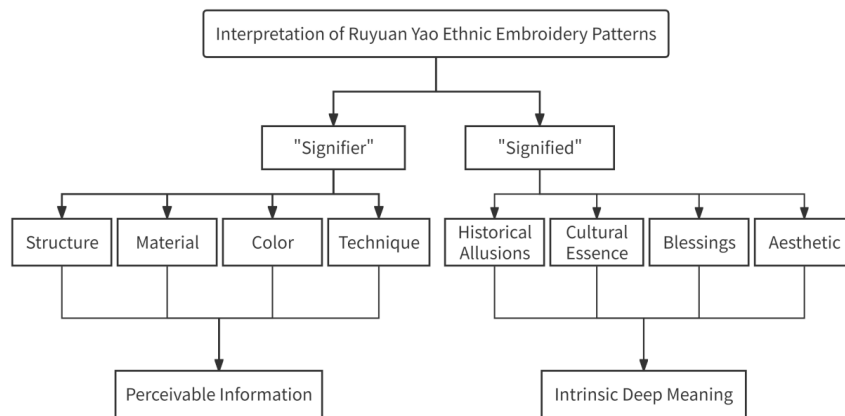 Interpretation of Ruyuan Yao Ethnic Embroidery Patterns
"Signifier"
"Signified"
Structure
Material
Color
Technique
Historical
Allusions
Cultural
Essence
Blessings
Aesthetic
Perceivable Information
Intrinsic Deep Meaning